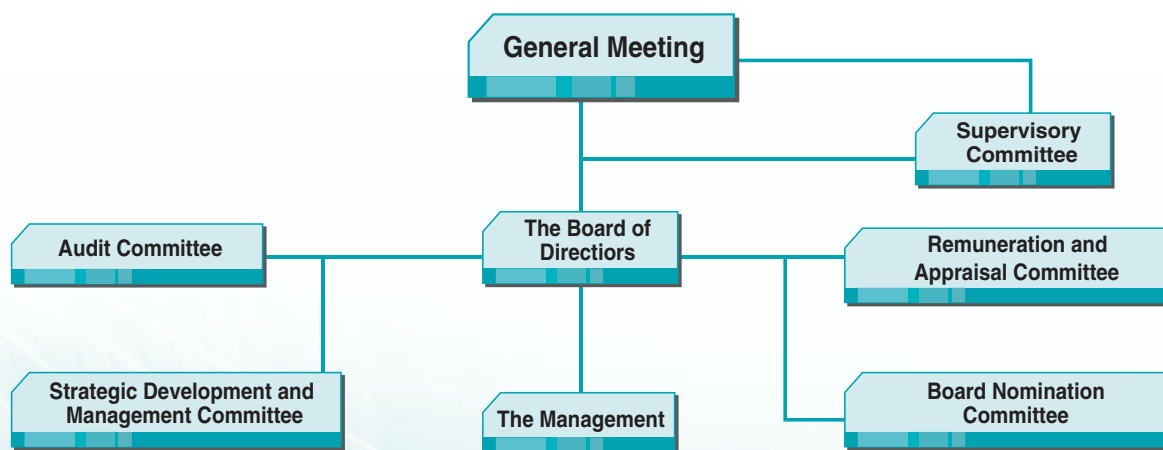 General Meeting
Supervisory
Committee
Audit Committee
The Board of
Directiors
Remuneration and
Appraisal Committee
Strategic Development and
Management Committee
The Management
Board Nomination
Committee